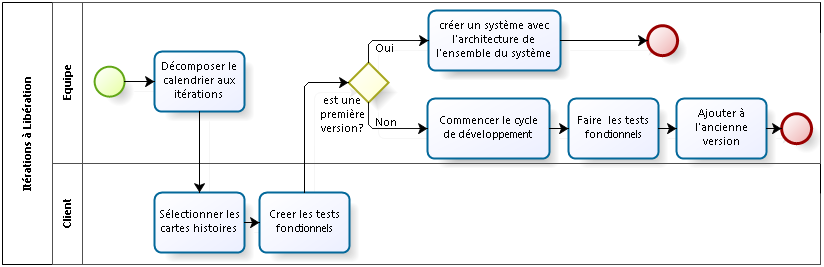 Itérations à Libération
Equipe
Décomposer le
calendrier aux
itérations
est une
première
version?
Oui
créer un système avec
l'architecture de
l'ensemble du système
Non
Commencer le cycle
de développement
Faire les tests
fonctionnels
Ajouter à
l'ancienne
version
Client
Sélectionner les
cartes histoires
Creer les tests
fonctionnels